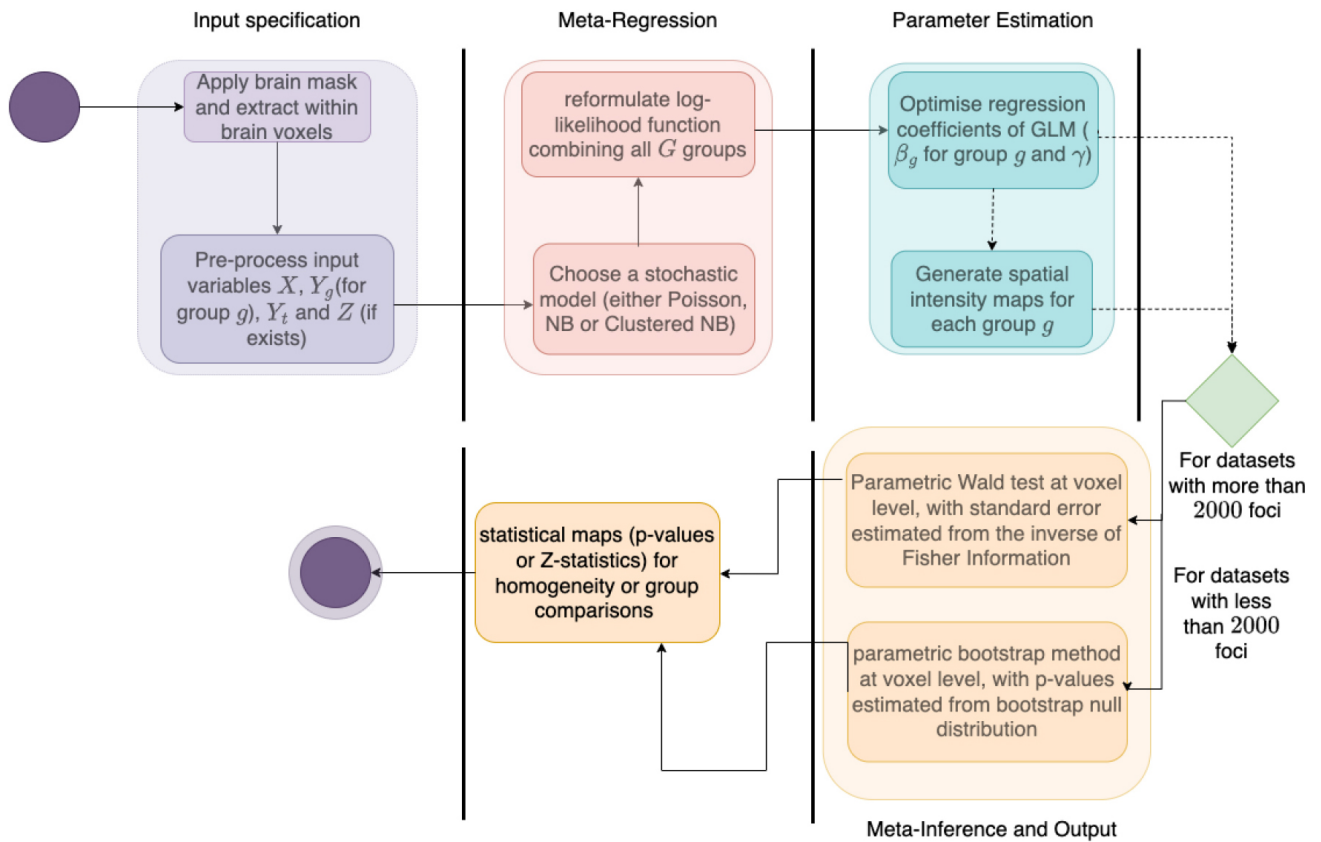 Input specification
Meta-Regression
Parameter Estimation
Apply brain mask
and extract within
brain voxels
Pre-process input
variables X, Y_g(for
group g), Y_t and Z (if
exists)
reformulate log-
likelihood function
combining all G groups
Choose a stochastic
model (either Poisson,
NB or Clustered NB)
Optimise regression
coefficients of GLM (
β_g for group g and γ)
Generate spatial
intensity maps for
each group g
For datasets
with more than
2000 foci
For datasets
with less
than 2000
foci
Parametric Wald test at voxel
level, with standard error
estimated from the inverse of
Fisher Information
parametric bootstrap method
at voxel level, with p-values
estimated from bootstrap null
distribution
statistical maps (p-values
or Z-statistics) for
homogeneity or group
comparisons
Meta-Inference and Output